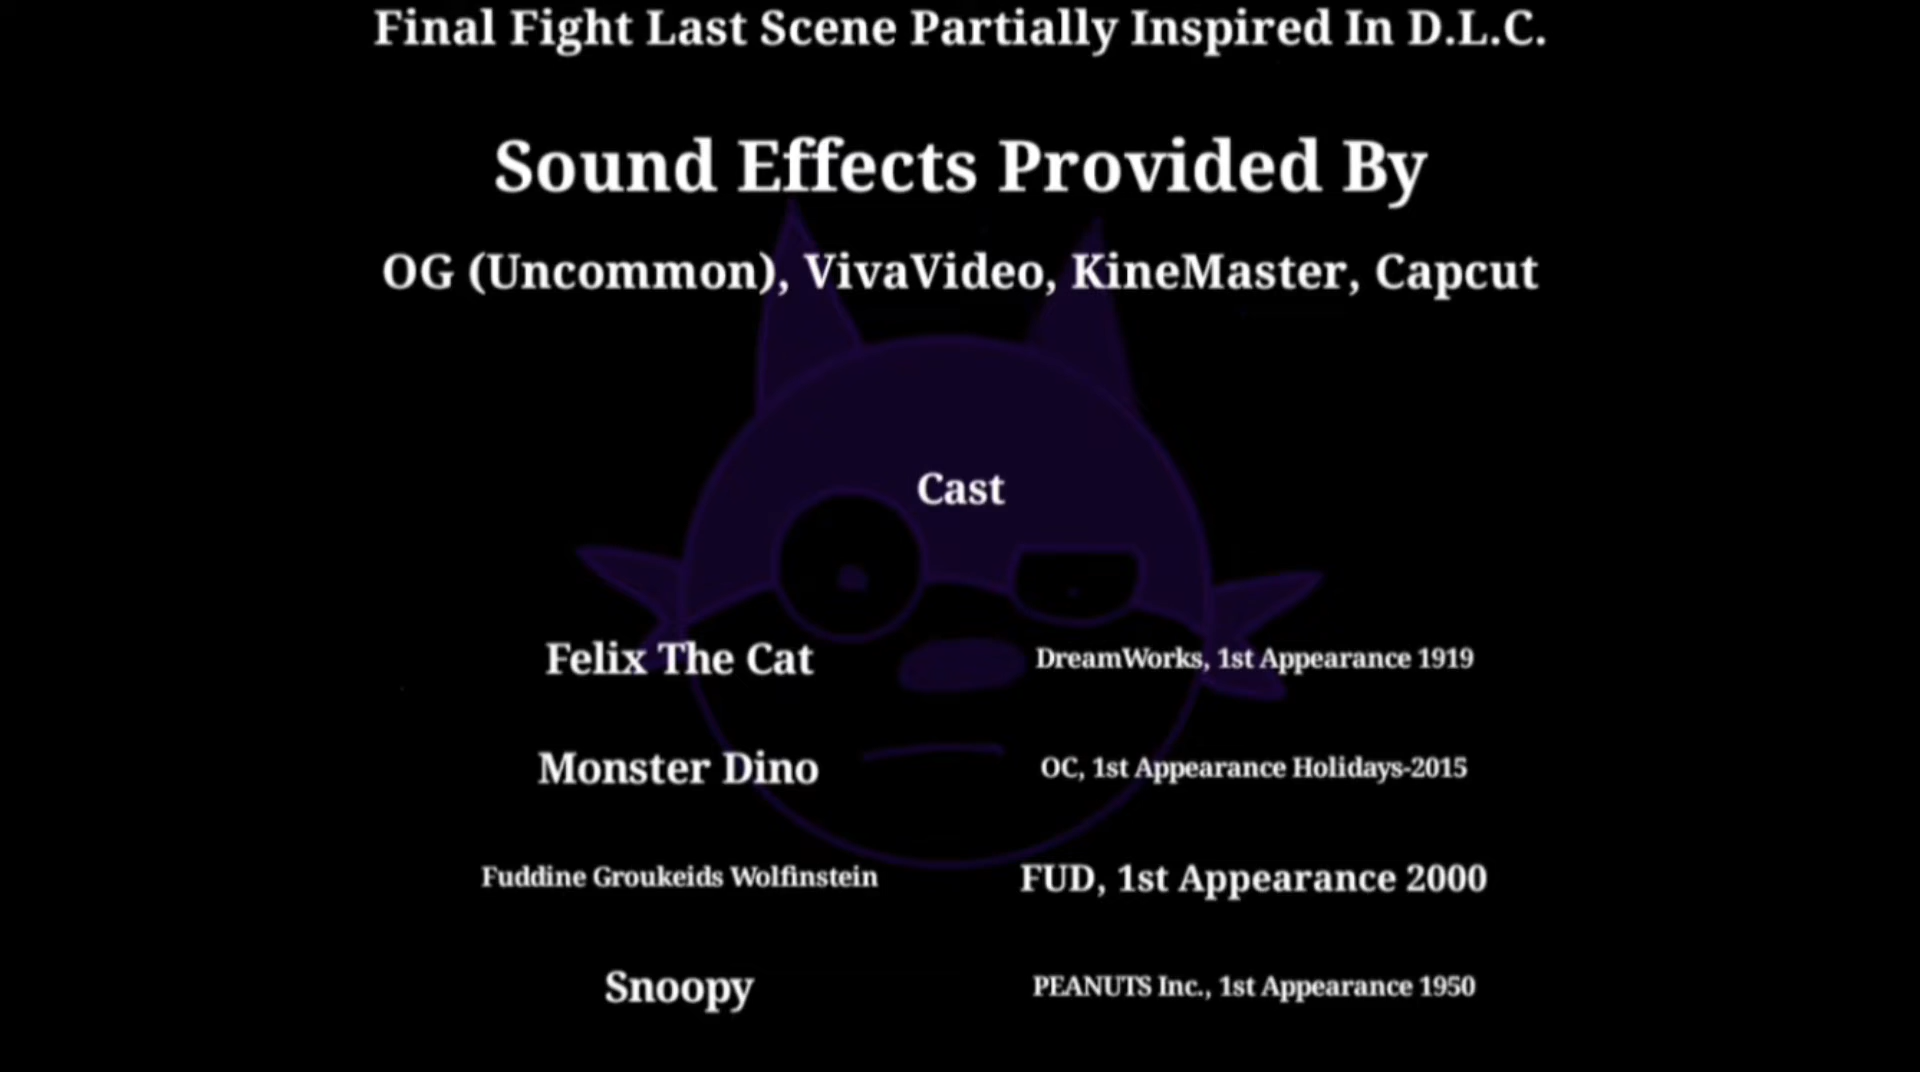 Final Fight Last Scene Partially Inspired In D.L.C.
Sound Effects Provided By
OG (Uncommon), VivaVideo, KineMaster, Capcut
Cast
Felix The Cat DreamWorks, 1st Appearance 1919
Monster Dino OC, 1st Appearance Holidays-2015
Fuddine Groukeids Wolfinstein FUD, 1st Appearance 2000
Snoopy PEANUTS Inc., 1st Appearance 1950